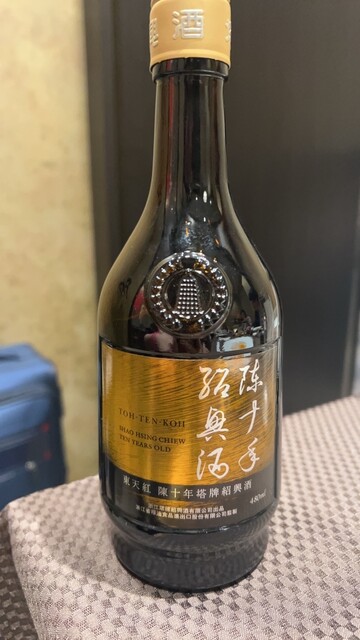 興酒
陳十年
紹興酒
TOH-TEN-KOH
SHAO HSING CHIEW
TEN YEARS OLD
東天紅 陳十年塔牌紹興酒
480ml